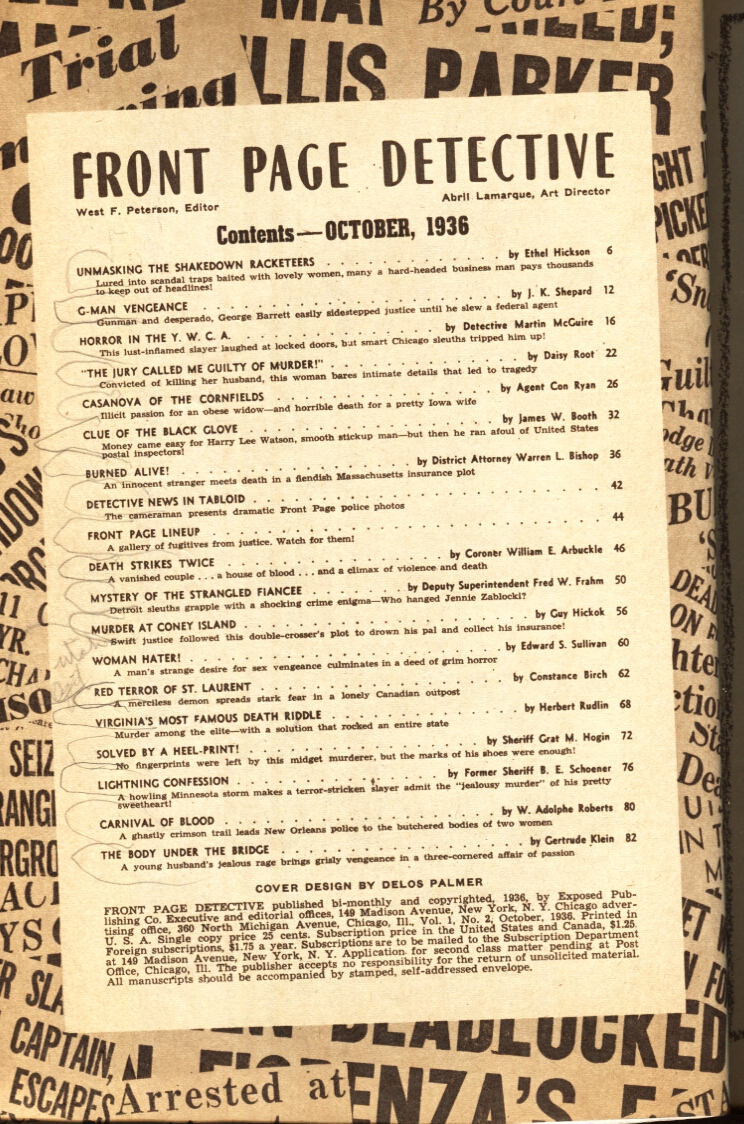 Trial
By Cour
LLIS PARKER
FRONT PAGE DETECTIVE
West F. Peterson, Editor
Abril Lamarque, Art Director
Contents—OCTOBER, 1936
UNMASKING THE SHAKEDOWN RACKETEERS . . . . . . . . . . by Ethel Hickson 6
Lured into scandal traps baited with lovely women, many a hard-headed business man pays thousands
to keep out of headlines!
G-MAN VENGEANCE . . . . . . . . . . by J. K. Shepard 12
Gunman and desperado, George Barrett easily sidestepped justice until he slew a federal agent
HORROR IN THE Y. W. C. A. . . . . . . . . . . by Detective Martin McGuire 16
This lust-inflamed slayer laughed at locked doors, but smart Chicago sleuths tripped him up!
"THE JURY CALLED ME GUILTY OF MURDER!" . . . . . . . . . . by Daisy Root 22
Convicted of killing her husband, this woman bares intimate details that led to tragedy
CASANOVA OF THE CORNFIELDS . . . . . . . . . . by Agent Con Ryan 26
Illicit passion for an obese widow—and horrible death for a pretty Iowa wife
CLUE OF THE BLACK GLOVE . . . . . . . . . . by James W. Booth 32
Money came easy for Harry Lee Watson, smooth stickup man—but then he ran afoul of United States
postal inspectors!
BURNED ALIVE! . . . . . . . . . . by District Attorney Warren L. Bishop 36
An innocent stranger meets death in a fiendish Massachusetts insurance plot
DETECTIVE NEWS IN TABLOID . . . . . . . . . . 42
The cameraman presents dramatic Front Page police photos
FRONT PAGE LINEUP . . . . . . . . . . 44
A gallery of fugitives from justice. Watch for them!
DEATH STRIKES TWICE . . . . . . . . . . by Coroner William E. Arbuckle 46
A vanished couple . . . a house of blood . . . and a climax of violence and death
MYSTERY OF THE STRANGLED FIANCEE . . . . . . . . . . by Deputy Superintendent Fred W. Frahm 50
Detroit sleuths grapple with a shocking crime enigma—Who hanged Jennie Zablocki?
MURDER AT CONEY ISLAND . . . . . . . . . . by Guy Hickok 56
Swift justice followed this double-crosser's plot to drown his pal and collect his insurance!
WOMAN HATER! . . . . . . . . . . by Edward S. Sullivan 60
A man's strange desire for sex vengeance culminates in a deed of grim horror
RED TERROR OF ST. LAURENT . . . . . . . . . . by Constance Birch 62
A merciless demon spreads stark fear in a lonely Canadian outpost
VIRGINIA'S MOST FAMOUS DEATH RIDDLE . . . . . . . . . . by Herbert Rudlin 68
Murder among the elite—with a solution that rocked an entire state
SOLVED BY A HEEL-PRINT! . . . . . . . . . . by Sheriff Grat M. Hogin 72
No fingerprints were left by this midget murderer, but the marks of his shoes were enough!
LIGHTNING CONFESSION . . . . . . . . . . by Former Sheriff B. E. Schoener 76
A howling Minnesota storm makes a terror-stricken slayer admit the "jealousy murder" of his pretty
sweetheart!
CARNIVAL OF BLOOD . . . . . . . . . . by W. Adolphe Roberts 80
A ghastly crimson trail leads New Orleans police to the butchered bodies of two women
THE BODY UNDER THE BRIDGE . . . . . . . . . . by Gertrude Klein 82
A young husband's jealous rage brings grisly vengeance in a three-cornered affair of passion
COVER DESIGN BY DELOS PALMER
FRONT PAGE DETECTIVE published bi-monthly and copyrighted, 1936, by Exposed Pub-
lishing Co. Executive and editorial offices, 149 Madison Avenue, New York, N. Y. Chicago adver-
tising office, 360 North Michigan Avenue, Chicago, Ill., Vol. 1, No. 2, October, 1936. Printed in
U. S. A. Single copy price 25 cents. Subscription price in the United States and Canada, $1.25.
Foreign subscriptions, $1.75 a year. Subscriptions are to be mailed to the Subscription Department
at 149 Madison Avenue, New York, N. Y. Application for second class matter pending at Post
Office, Chicago, Ill. The publisher accepts no responsibility for the return of unsolicited material.
All manuscripts should be accompanied by stamped, self-addressed envelope.
DEADLOCKED
CAPTAIN,
ESCAPES
Arrested at
ENZA'S